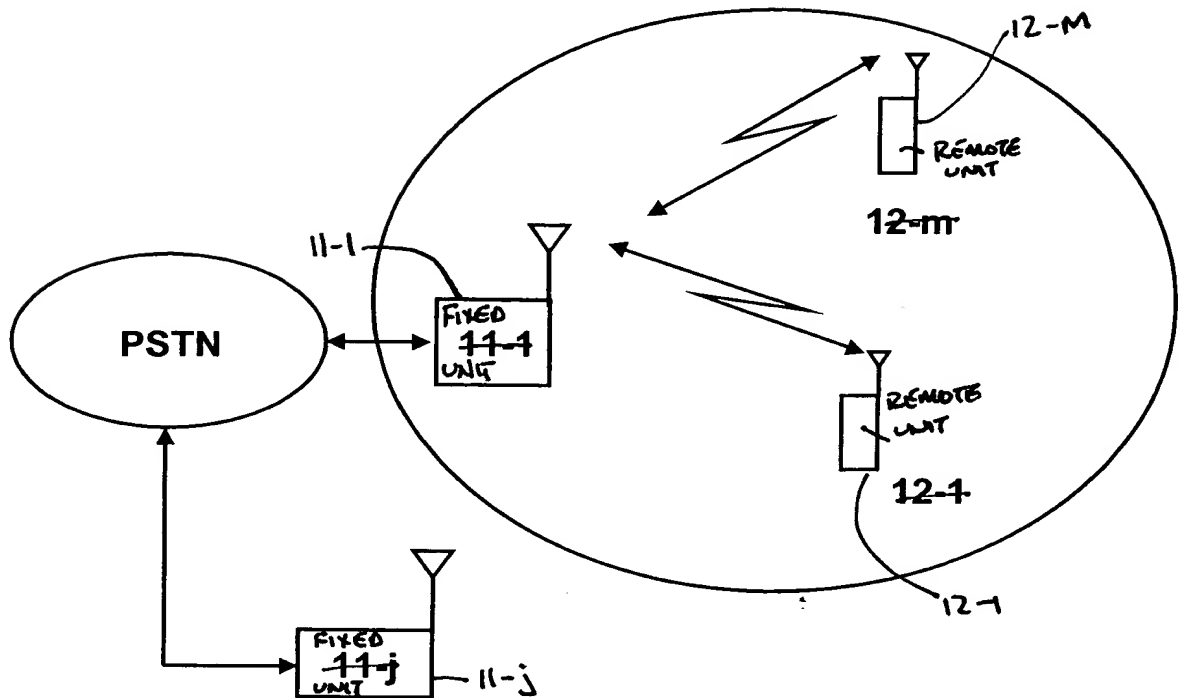 12-M
REMOTE
UNIT
12-m
11-1
FIXED
11-1
UNIT
PSTN
REMOTE
UNIT
12-1
12-1
FIXED
11-j
UNIT
11-j